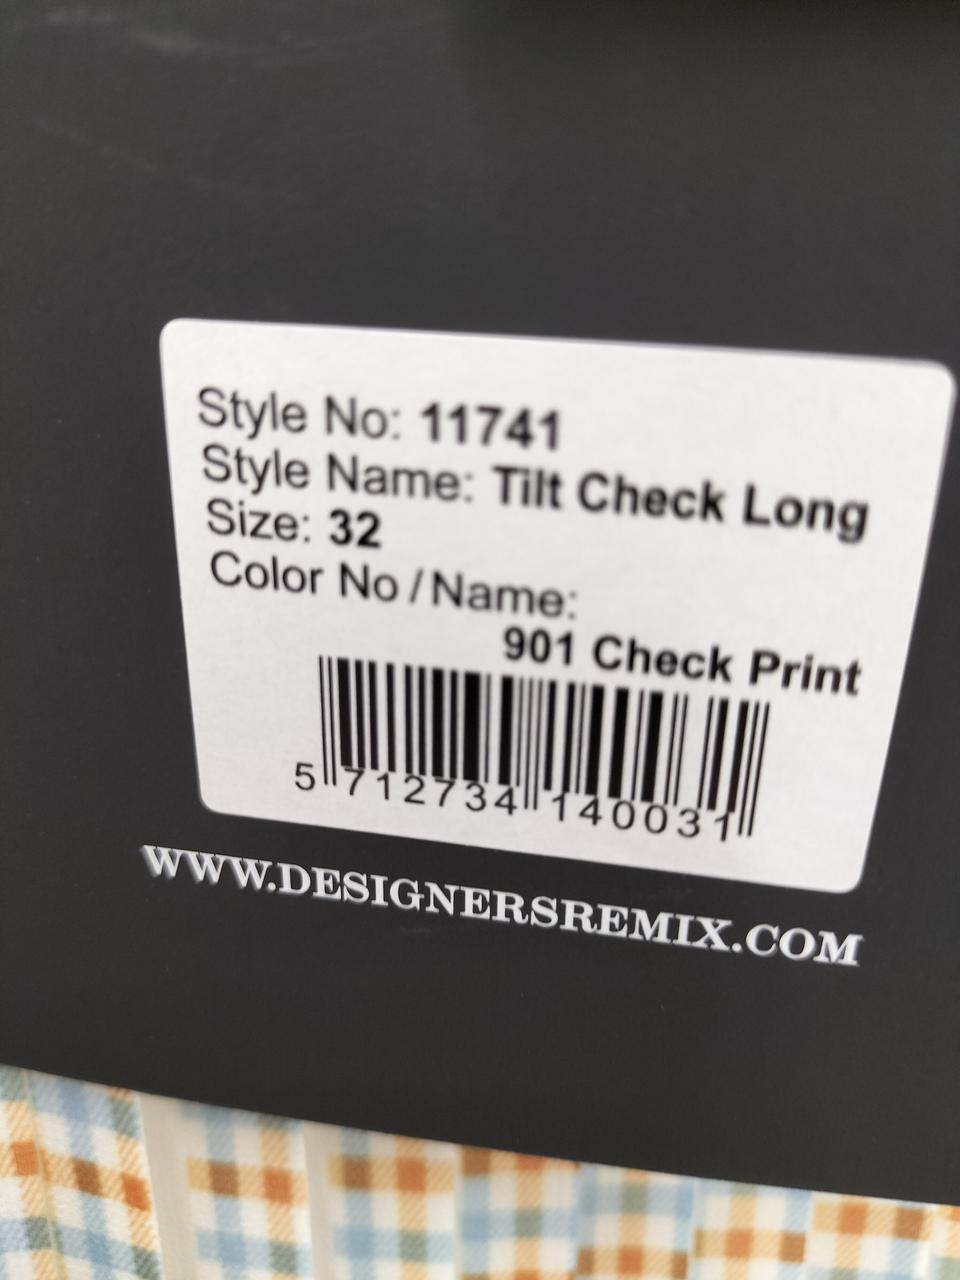 Style No: 11741
Style Name: Tilt Check Long
Size: 32
Color No / Name:
901 Check Print
5 712734 140031
WWW.DESIGNERSREMIX.COM